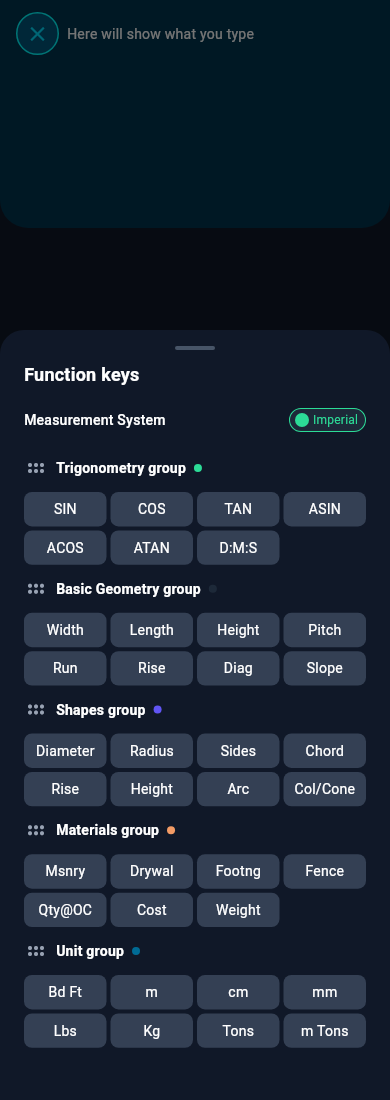 Here will show what you type
Function keys
Measurement System Imperial
Trigonometry group
SIN COS TAN ASIN
ACOS ATAN D:M:S
Basic Geometry group
Width Length Height Pitch
Run Rise Diag Slope
Shapes group
Diameter Radius Sides Chord
Rise Height Arc Col/Cone
Materials group
Msnry Drywal Footng Fence
Qty@OC Cost Weight
Unit group
Bd Ft m cm mm
Lbs Kg Tons m Tons